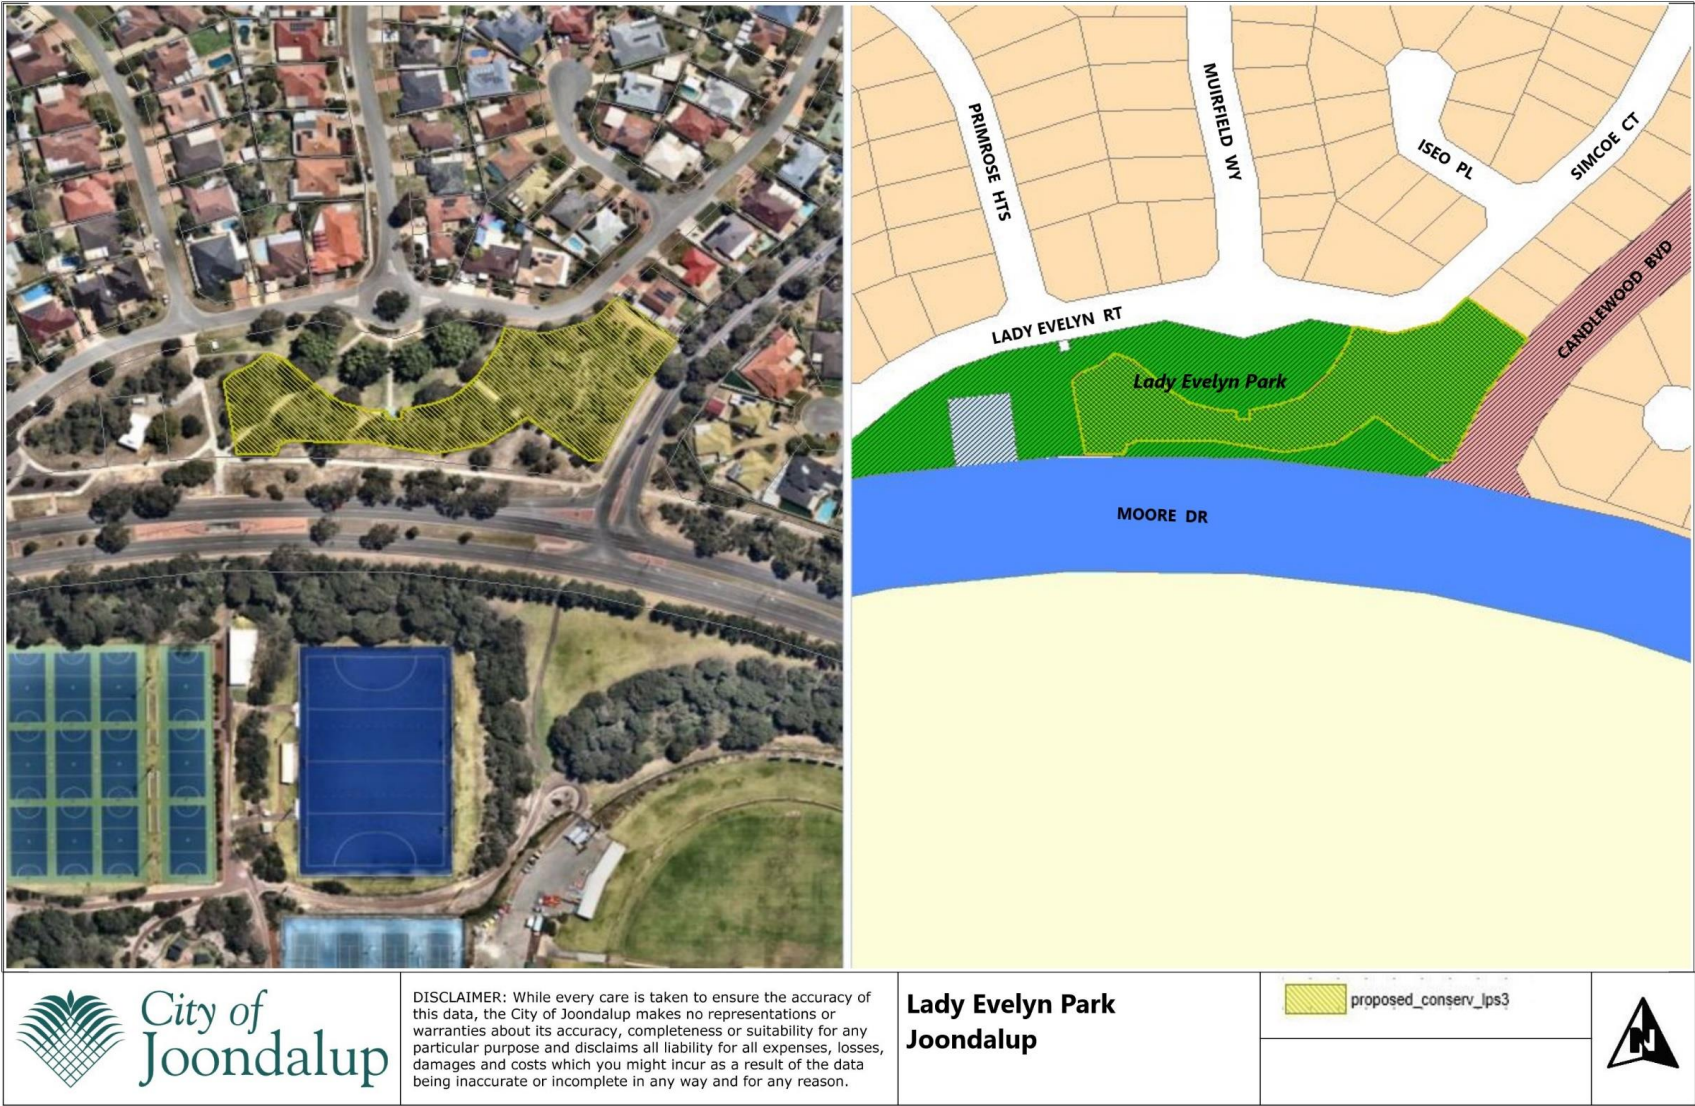 PRIMROSE HTS
MUIRFIELD WY
ISEO PL
SIMCOE CT
CANDLEWOOD BVD
LADY EVELYN RT
Lady Evelyn Park
MOORE DR
City of
Joondalup
DISCLAIMER: While every care is taken to ensure the accuracy of
this data, the City of Joondalup makes no representations or
warranties about its accuracy, completeness or suitability for any
particular purpose and disclaims all liability for all expenses, losses,
damages and costs which you might incur as a result of the data
being inaccurate or incomplete in any way and for any reason.
Lady Evelyn Park
Joondalup
proposed_conserv_lps3
N